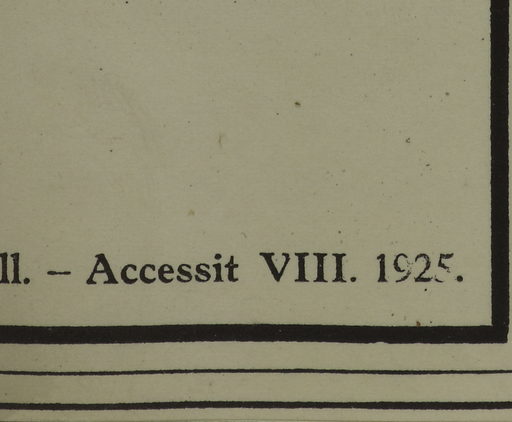 ll. – Accessit VIII. 1925.